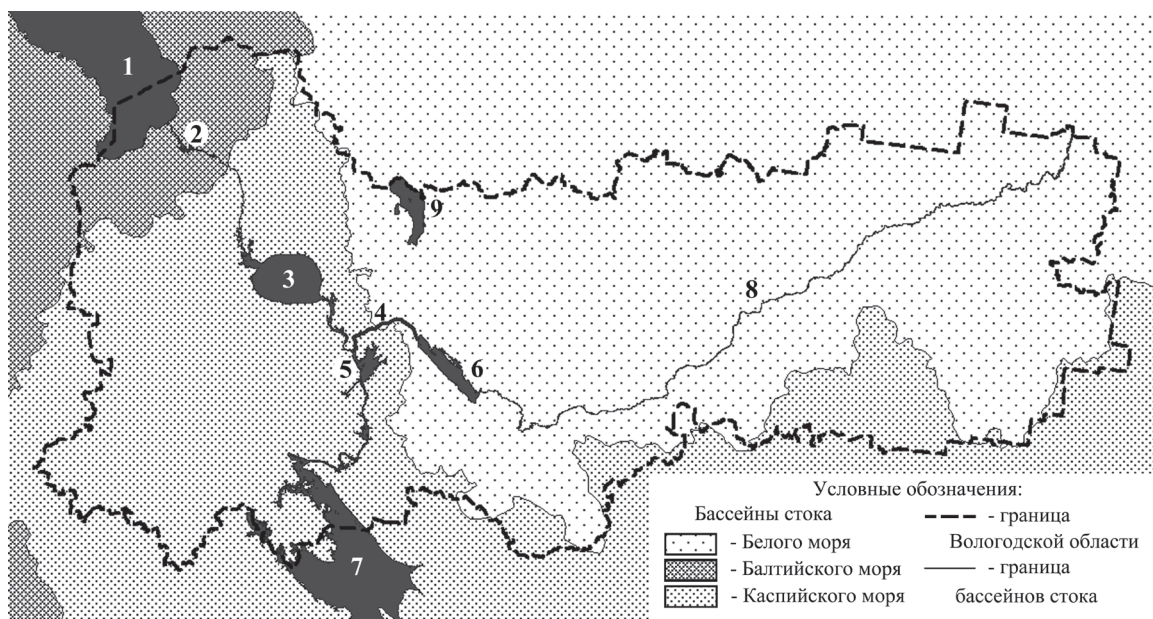 1
2
9
3
8
4
5
6
7
Условные обозначения:
Бассейны стока
- Белого моря
- Балтийского моря
- Каспийского моря
- граница
Вологодской области
- граница
бассейнов стока